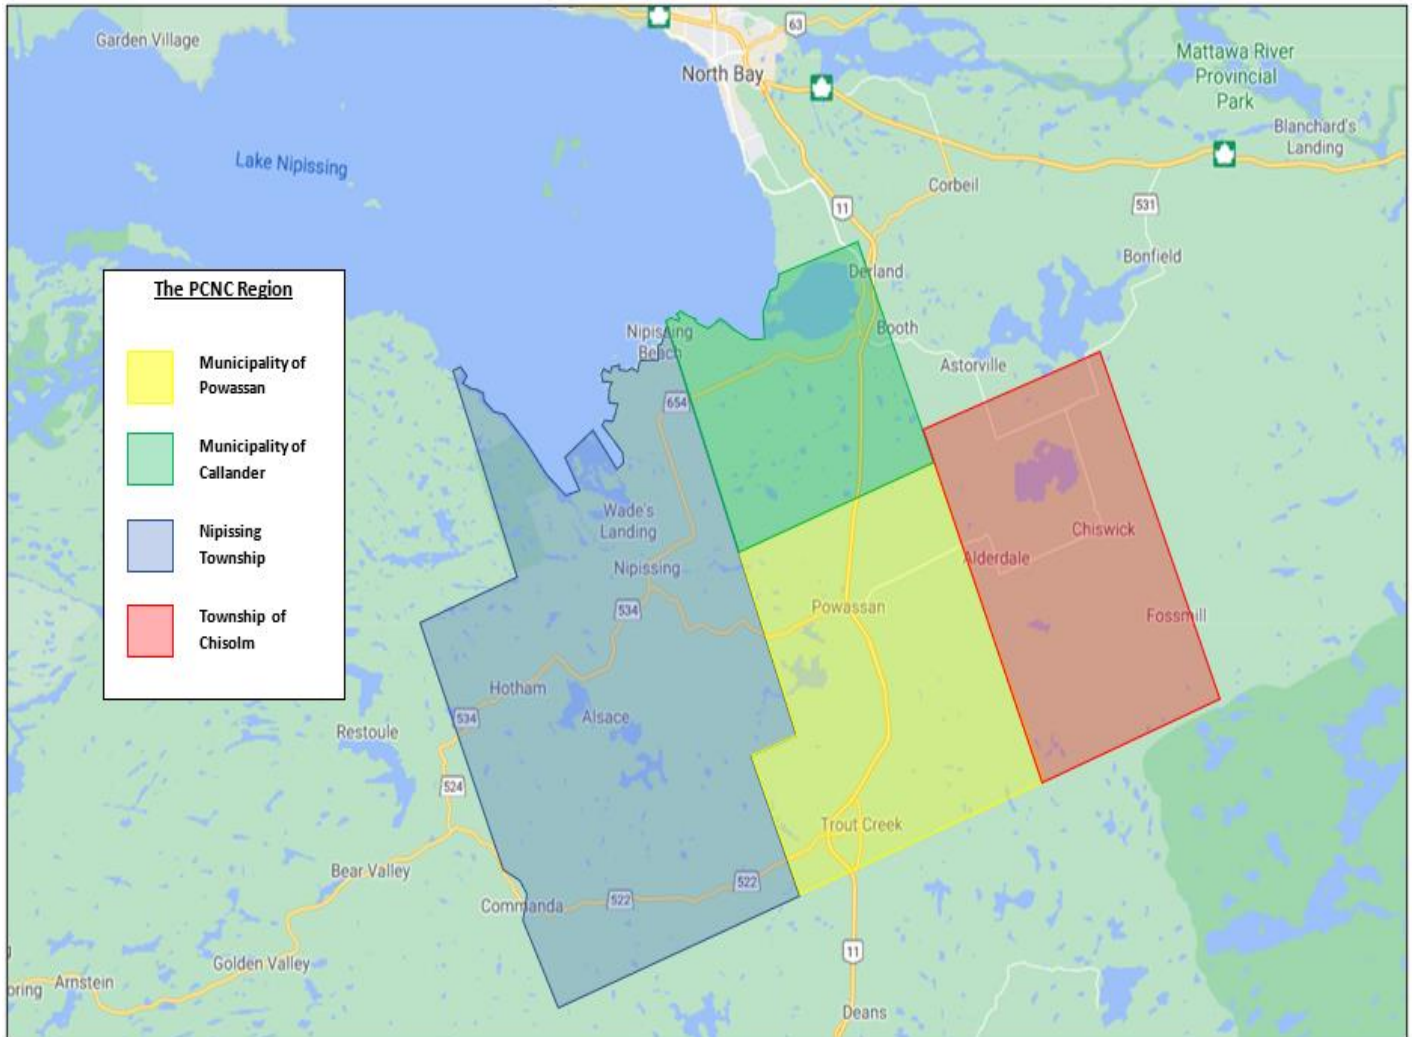 Garden Village
63
North Bay
Mattawa River
Provincial
Park
Blanchard's
Landing
Lake Nipissing
Corbeil
11
531
Bonfield
Derland
The PCNC Region
Municipality of
Powassan
Municipality of
Callander
Nipissing
Township
Township of
Chisolm
Nipissing
Beach
Booth
Astorville
654
Wade's
Landing
Chiswick
Alderdale
Nipissing
534
Powassan
Fossmill
Hotham
534
Alsace
Restoule
524
Trout Creek
Bear Valley
522
522
Commanda
11
Golden Valley
Arnstein
oring
Deans